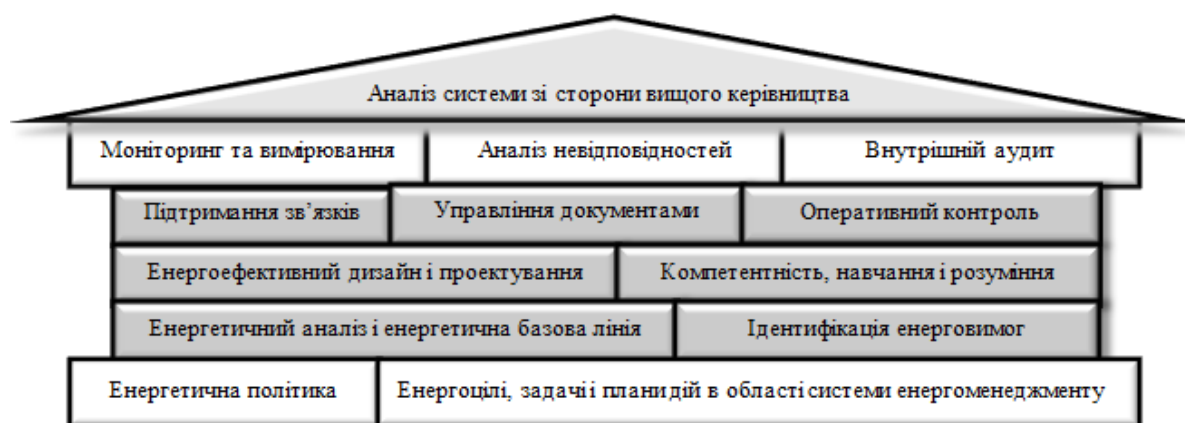 Аналіз системи зі сторони вищого керівництва
Моніторинг та вимірювання
Аналіз невідповідностей
Внутрішній аудит
Підтримання зв’язків
Управління документами
Оперативний контроль
Енергоефективний дизайн і проектування
Компетентність, навчання і розуміння
Енергетичний аналіз і енергетична базова лінія
Ідентифікація енерговимог
Енергетична політика
Енергоцілі, задачі і плани дій в області системи енергоменеджменту